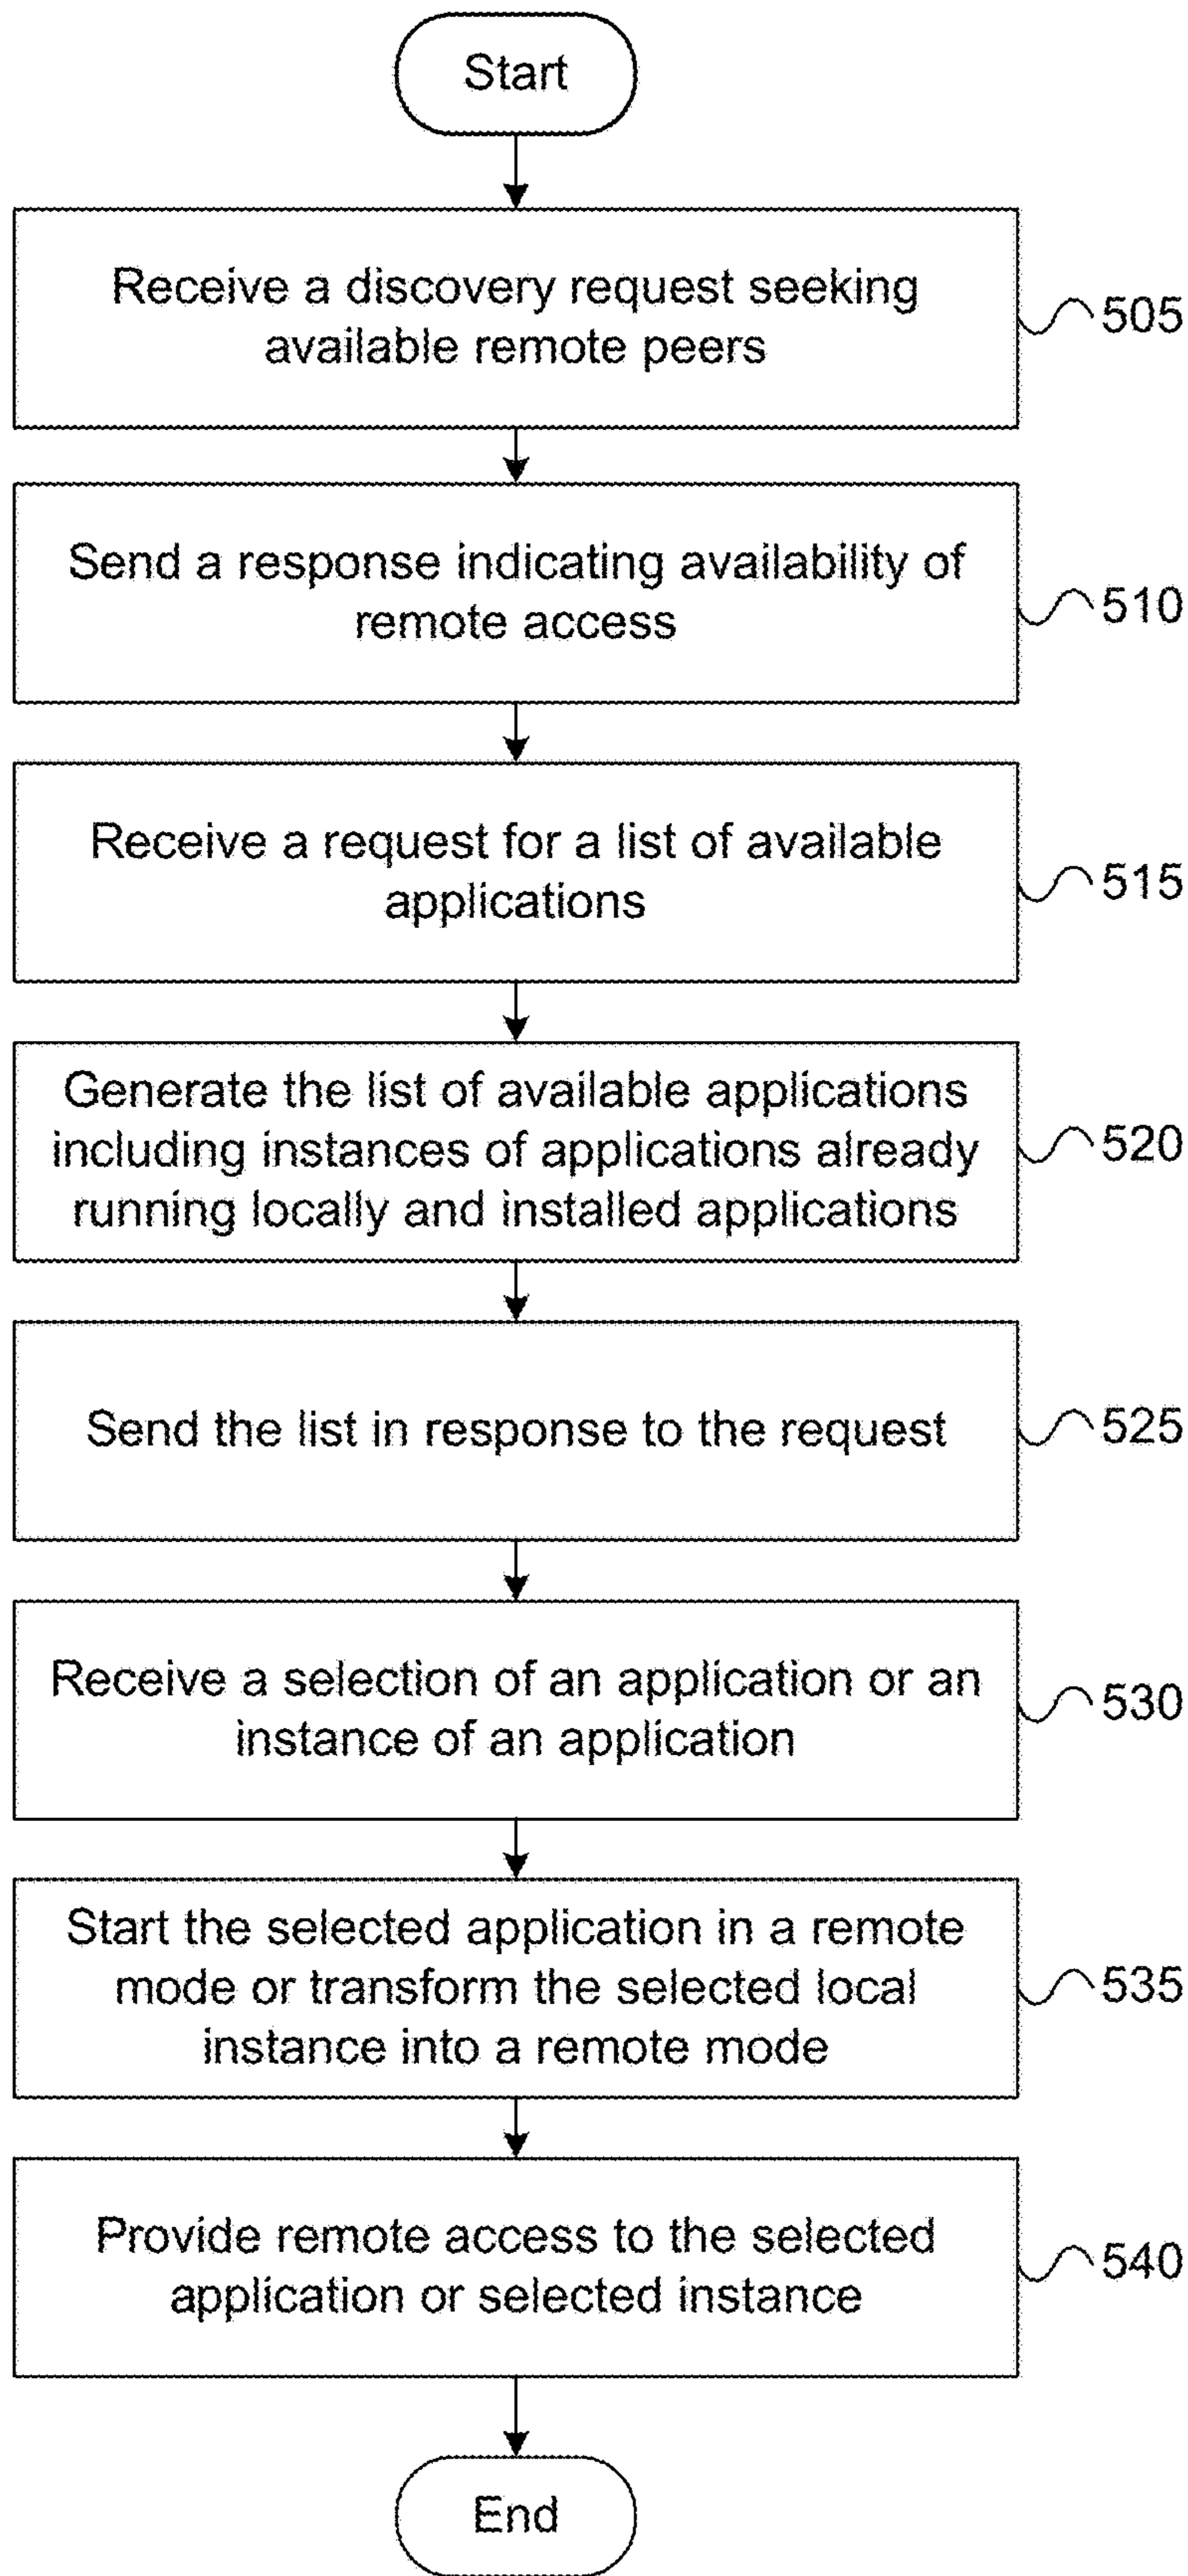 Start
Receive a discovery request seeking
available remote peers
505
Send a response indicating availability of
remote access
510
Receive a request for a list of available
applications
515
Generate the list of available applications
including instances of applications already
running locally and installed applications
520
Send the list in response to the request
525
Receive a selection of an application or an
instance of an application
530
Start the selected application in a remote
mode or transform the selected local
instance into a remote mode
535
Provide remote access to the selected
application or selected instance
540
End